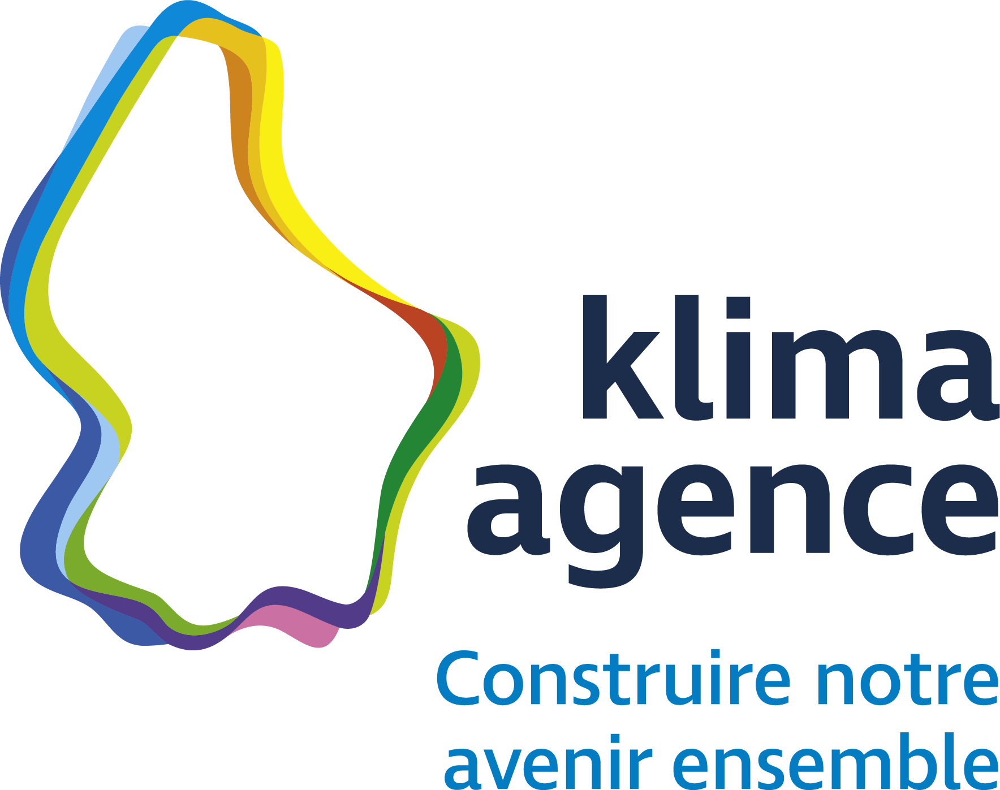 klima
agence
Construire notre
avenir ensemble